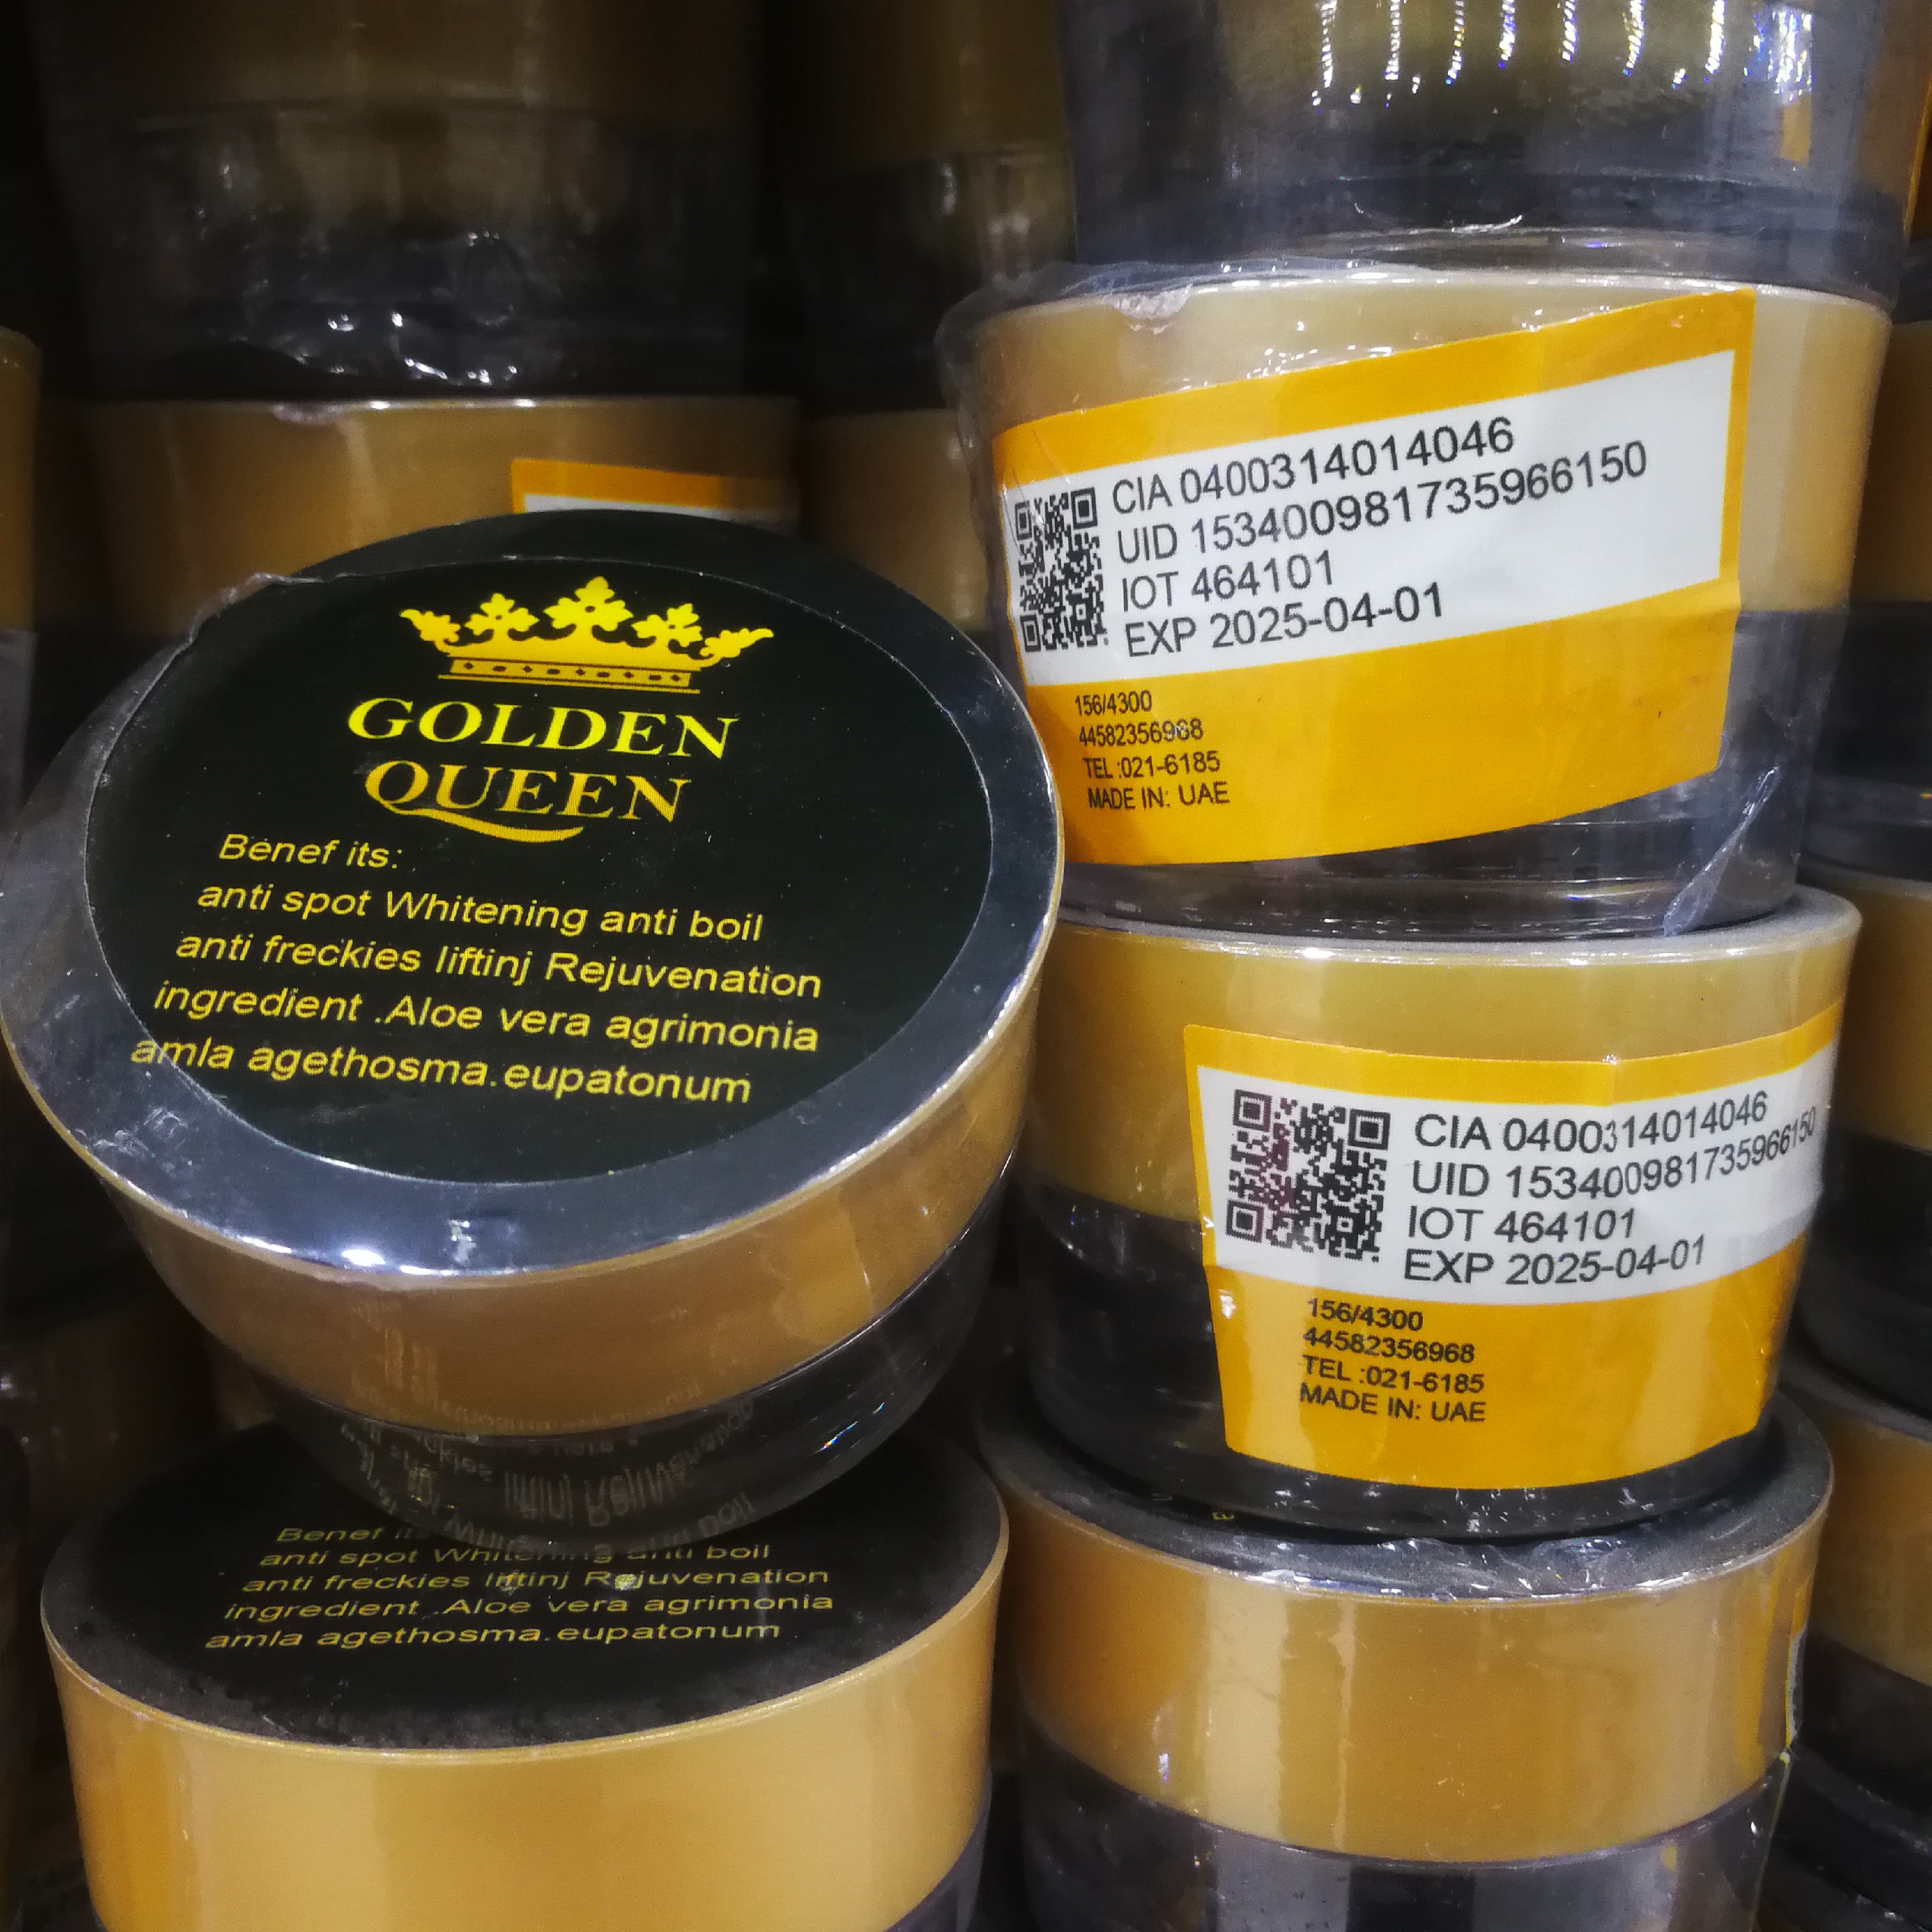 GOLDEN
QUEEN
Benef its:
anti spot Whitening anti boil
anti freckies liftinj Rejuvenation
ingredient .Aloe vera agrimonia
amla agethosma.eupatonum
CIA 0400314014046
UID 153400981735966150
IOT 464101
EXP 2025-04-01
156/4300
44582356968
TEL :021-6185
MADE IN: UAE
CIA 0400314014046
UID 153400981735966150
IOT 464101
EXP 2025-04-01
156/4300
44582356968
TEL :021-6185
MADE IN: UAE
Benef
anti spot Whitening anti boil
anti freckies liftinj Rejuvenation
ingredient .Aloe vera agrimonia
amla agethosma.eupatonum